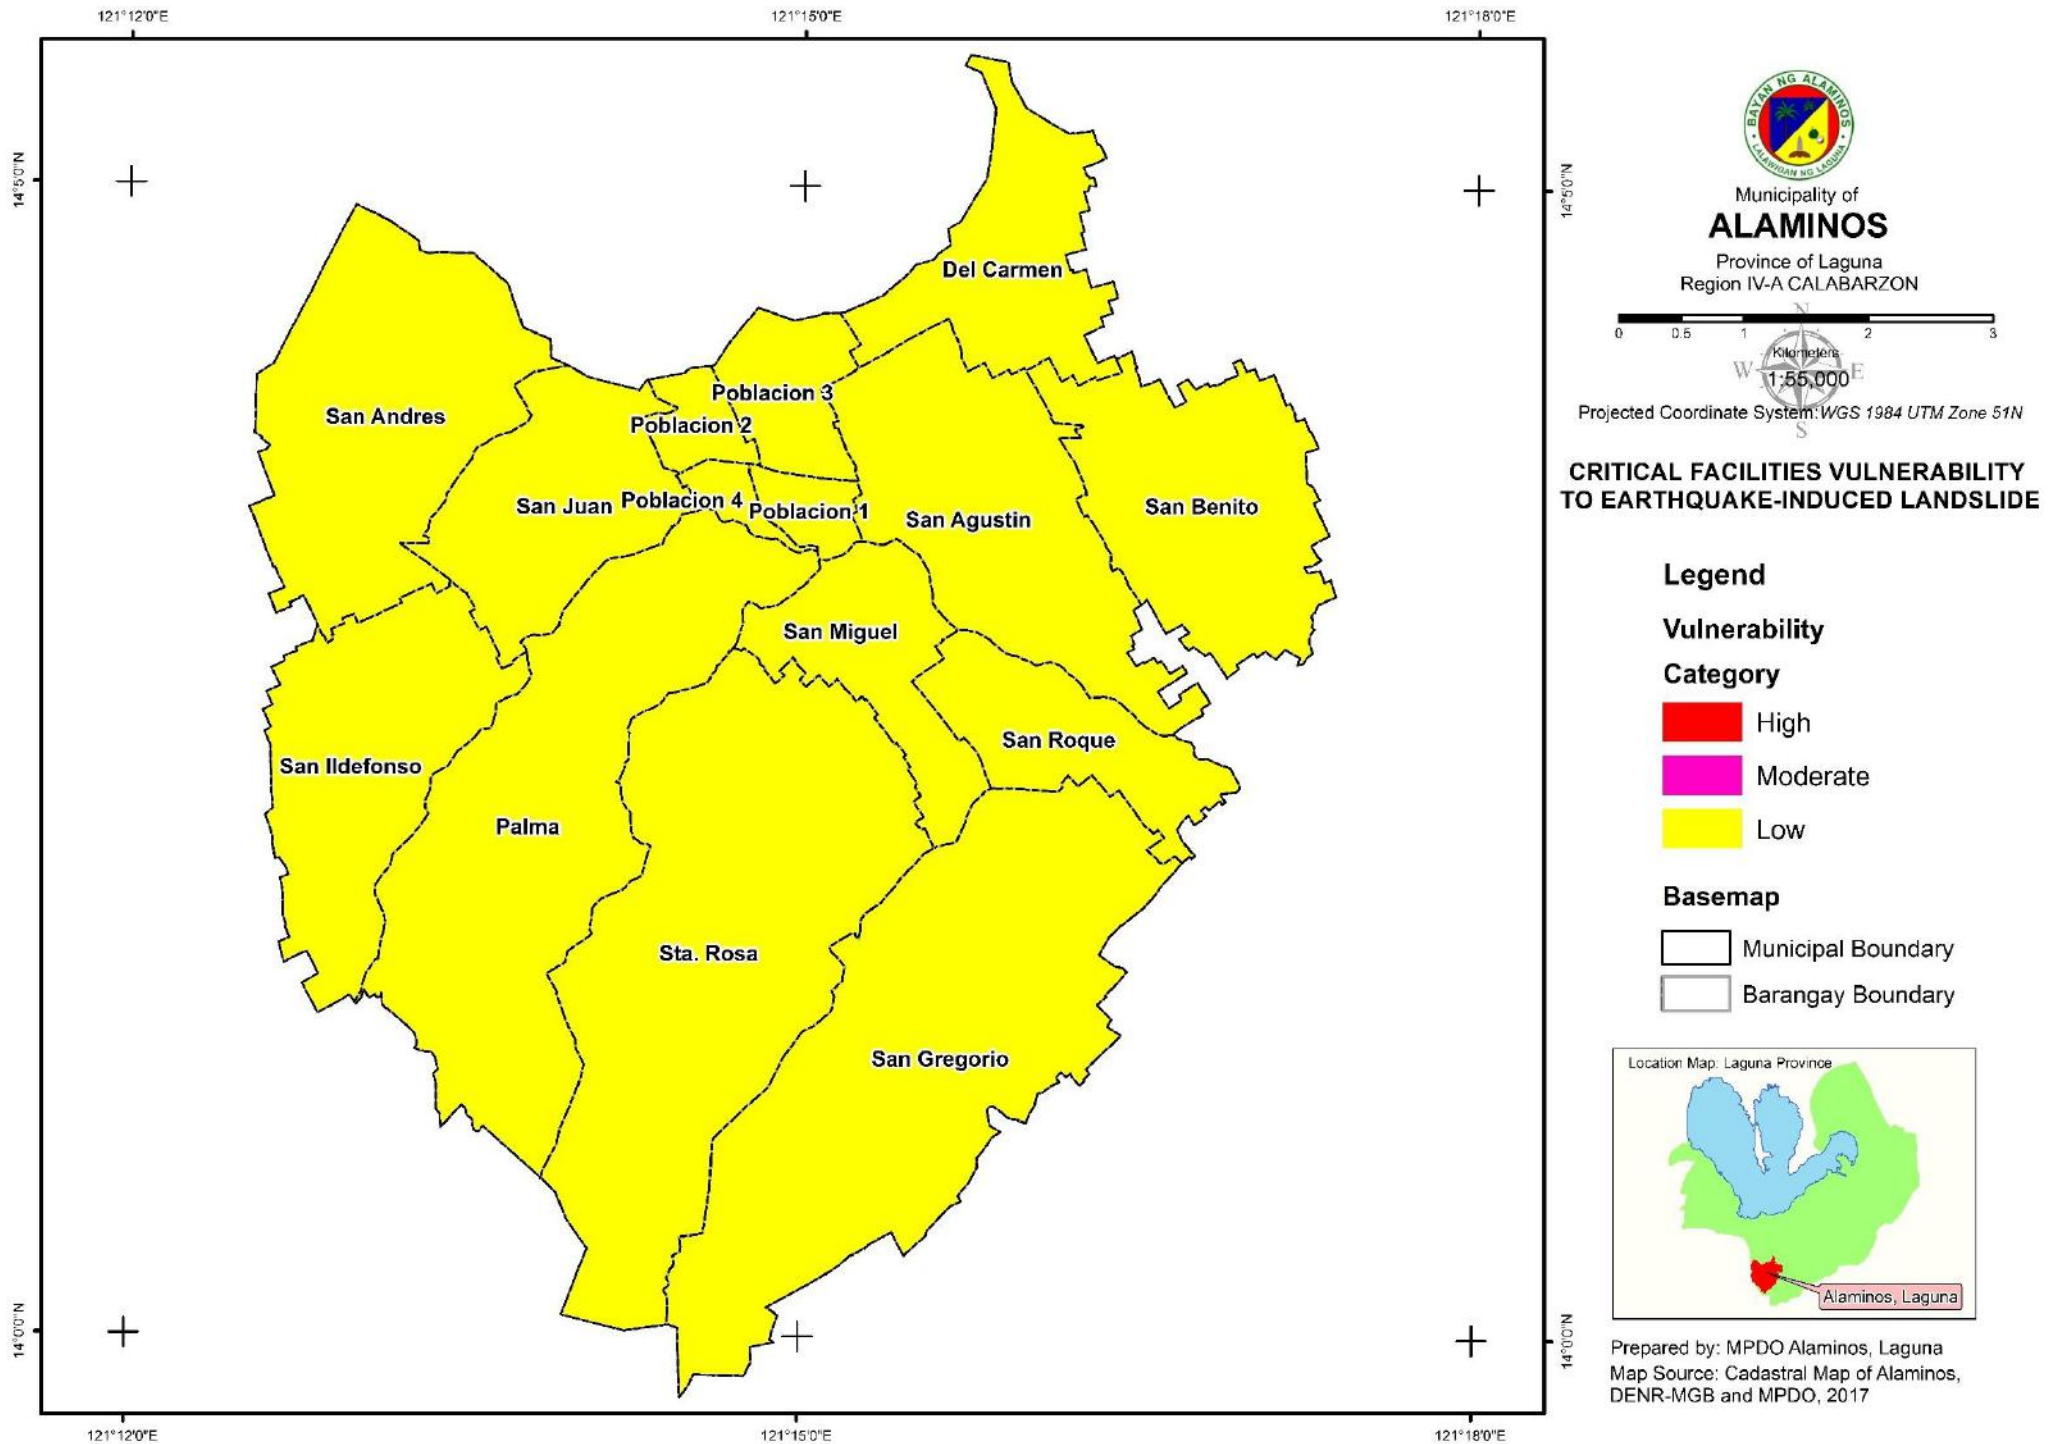 121°12'0"E
121°15'0"E
121°18'0"E
14°5'0"N
14°5'0"N
Del Carmen
San Andres
Poblacion 3
Poblacion 2
San Juan
Poblacion 4
Poblacion 1
San Agustin
San Benito
San Miguel
San Roque
San Ildefonso
Palma
Sta. Rosa
San Gregorio
14°0'0"N
14°0'0"N
121°12'0"E
121°15'0"E
121°18'0"E
BAYAN NG ALAMINOS
LALAWIGAN NG LAGUNA
Municipality of
ALAMINOS
Province of Laguna
Region IV-A CALABARZON
N
0 0.5 1 2 3
Kilometers
W E
1:55,000
Projected Coordinate System:WGS 1984 UTM Zone 51N
S
CRITICAL FACILITIES VULNERABILITY
TO EARTHQUAKE-INDUCED LANDSLIDE
Legend
Vulnerability
Category
High
Moderate
Low
Basemap
Municipal Boundary
Barangay Boundary
Location Map: Laguna Province
Alaminos, Laguna
Prepared by: MPDO Alaminos, Laguna
Map Source: Cadastral Map of Alaminos,
DENR-MGB and MPDO, 2017